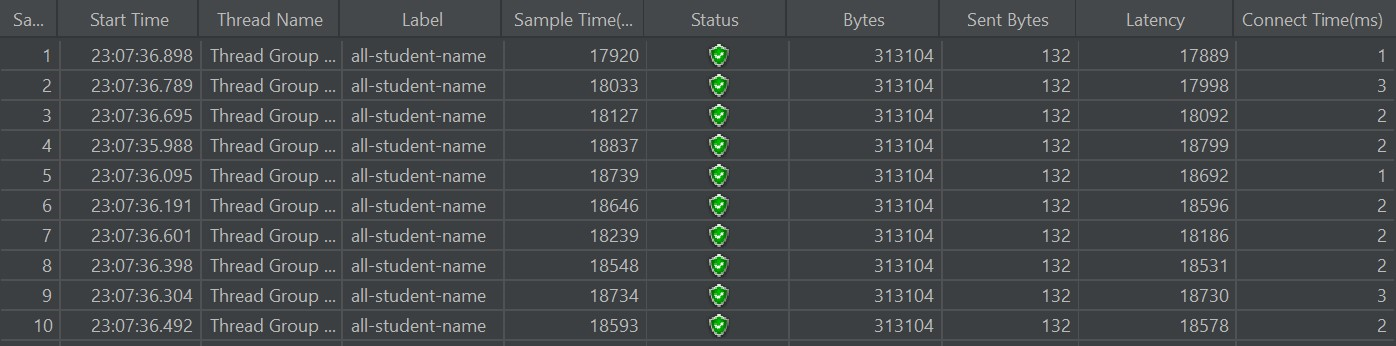 Sa... Start Time Thread Name Label Sample Time(... Status Bytes Sent Bytes Latency Connect Time(ms)
1 23:07:36.898 Thread Group ... all-student-name 17920 313104 132 17889 1
2 23:07:36.789 Thread Group ... all-student-name 18033 313104 132 17998 3
3 23:07:36.695 Thread Group ... all-student-name 18127 313104 132 18092 2
4 23:07:35.988 Thread Group ... all-student-name 18837 313104 132 18799 2
5 23:07:36.095 Thread Group ... all-student-name 18739 313104 132 18692 1
6 23:07:36.191 Thread Group ... all-student-name 18646 313104 132 18596 2
7 23:07:36.601 Thread Group ... all-student-name 18239 313104 132 18186 2
8 23:07:36.398 Thread Group ... all-student-name 18548 313104 132 18531 2
9 23:07:36.304 Thread Group ... all-student-name 18734 313104 132 18730 3
10 23:07:36.492 Thread Group ... all-student-name 18593 313104 132 18578 2